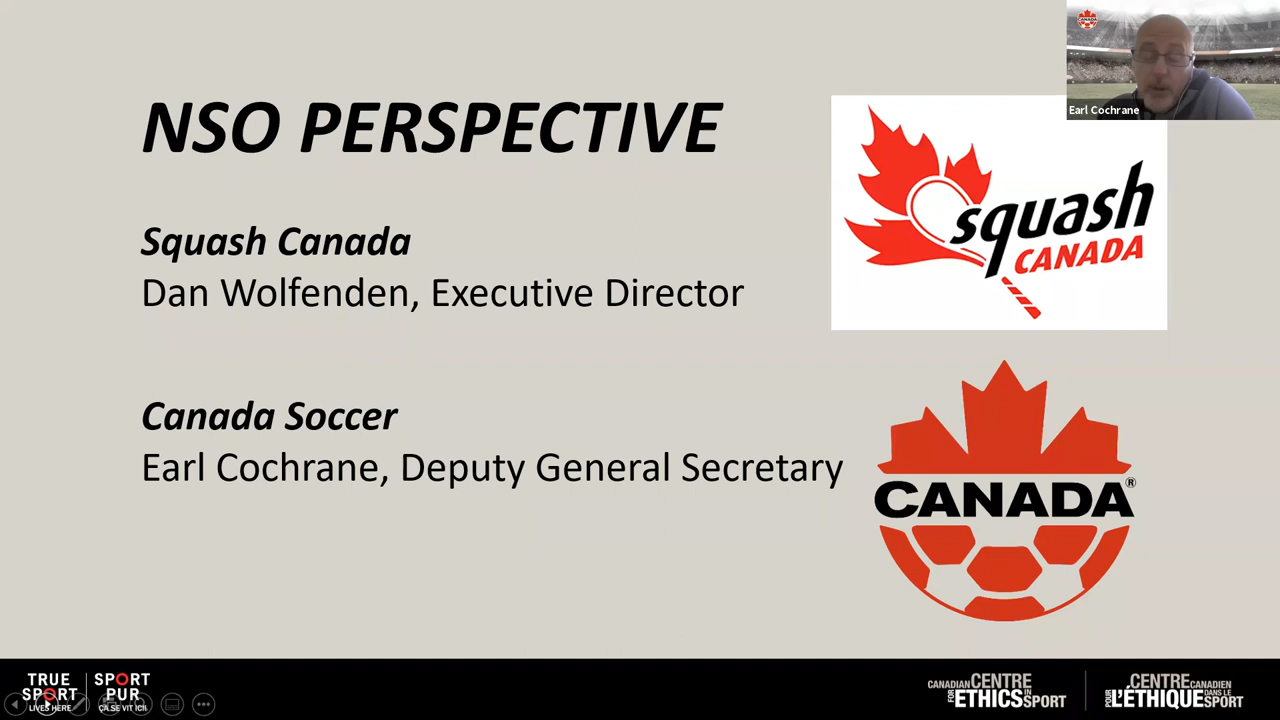 CANADA
Earl Cochrane
NSO PERSPECTIVE
squash
CANADA
Squash Canada
Dan Wolfenden, Executive Director
Canada Soccer
Earl Cochrane, Deputy General Secretary
CANADA®
TRUE
SPORT
LIVES HERE
SPORT
PUR
ÇA SE VIT ICI
CANADIAN CENTRE
FOR ETHICS IN SPORT
CENTRE CANADIEN
POUR L'ÉTHIQUE DANS LE SPORT